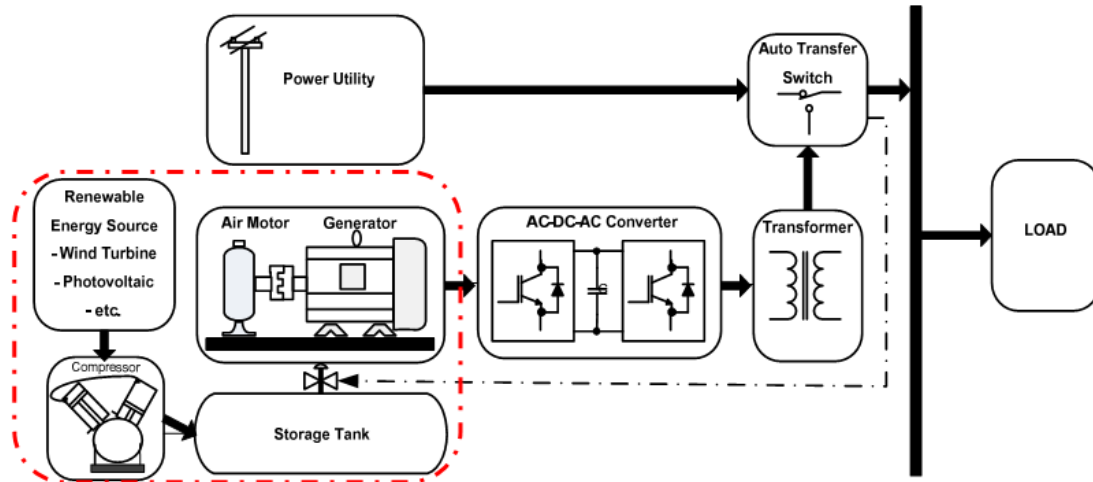 Power Utility
Auto Transfer
Switch
Renewable
Energy Source
-Wind Turbine
-Photovoltaic
-etc.
Air Motor
Generator
AC-DC-AC Converter
C
Transformer
LOAD
Compressor
Storage Tank